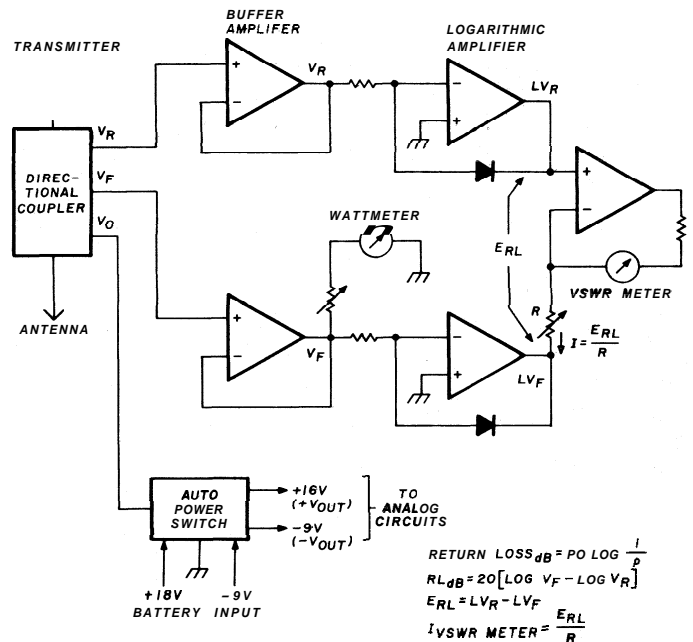 BUFFER
AMPLIFER
TRANSMITTER
LOGARITHMIC
AMPLIFIER
+
−
V_R
−
+
LV_R
V_R
DIREC-
TIONAL
COUPLER
V_F
V_O
WATTMETER
E_RL
+
−
VSWR METER
ANTENNA
+
−
V_F
−
+
LV_F
R
I = E_RL/R
AUTO
POWER
SWITCH
+16V
(+V_OUT)
−9V
(−V_OUT)
TO
ANALOG
CIRCUITS
+18V
BATTERY
−9V
INPUT
RETURN LOSS_dB = PO LOG i/ρ
RL_dB = 20 [LOG V_F − LOG V_R]
E_RL = LV_R − LV_F
I_VSWR METER = E_RL/R